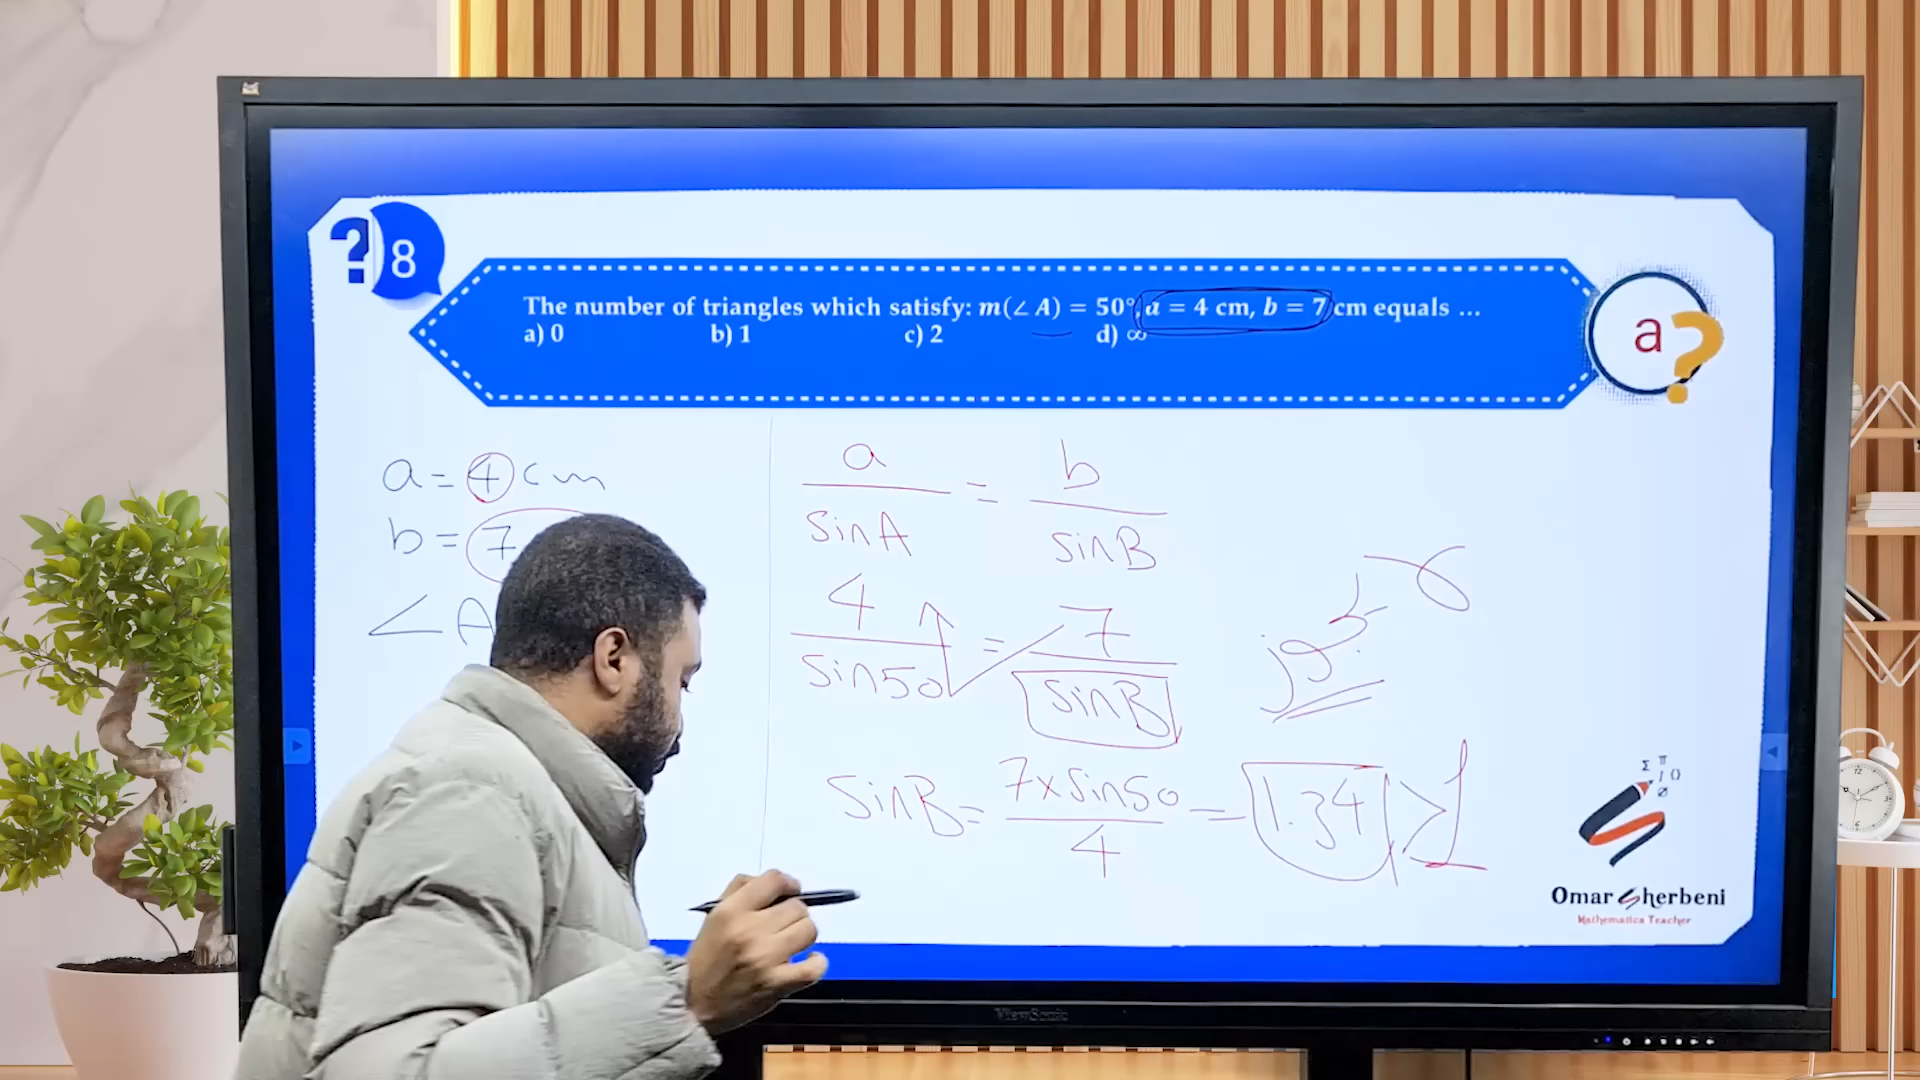 ? 8
The number of triangles which satisfy: m(∠ A) = 50°, a = 4 cm, b = 7 cm equals ...
a) 0 b) 1 c) 2 d) ∞
a ?
a = 4 cm
b = 7
∠A
a / sinA = b / sinB
4 / sin50 = 7 / sinB
sinB = 7×sin50 / 4 = 1.34 > 1
Σ π
∫ {}
Ø
Omar Sherbeni
Mathematics Teacher
ViewSonic